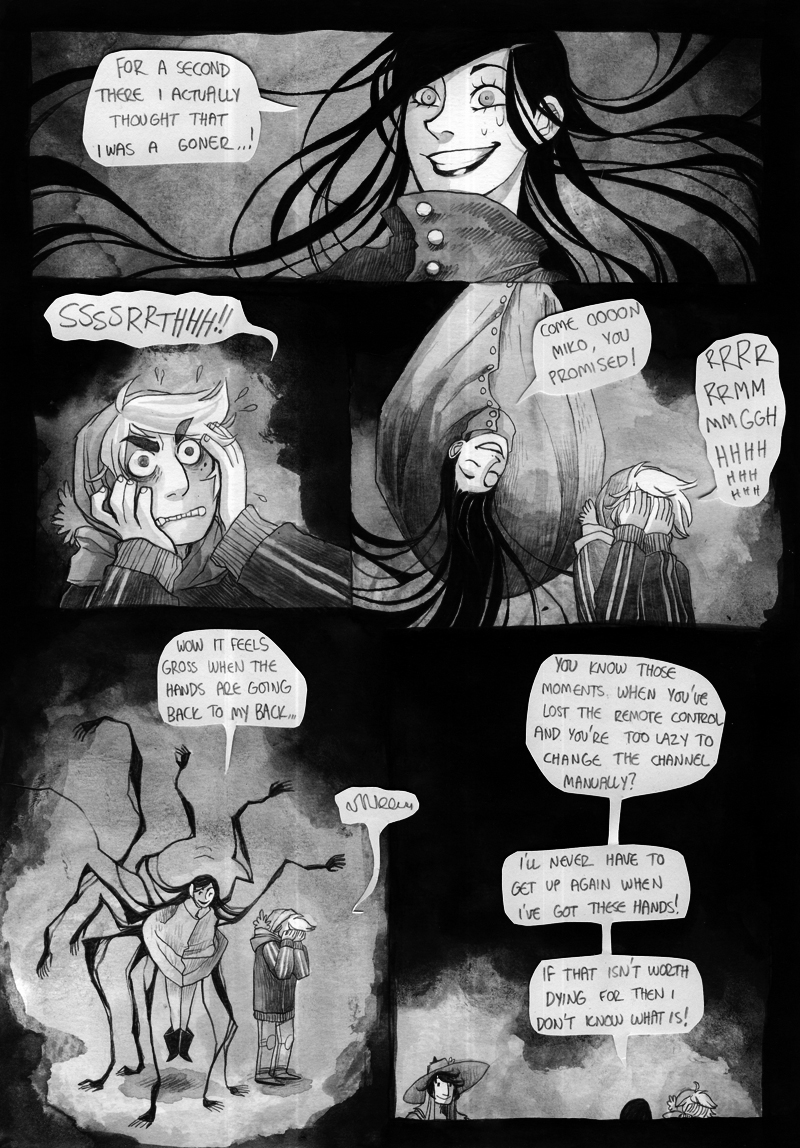 FOR A SECOND
THERE I ACTUALLY
THOUGHT THAT
I WAS A GONER...!
SSSSRRTHHH!!
COME OOOON
MIKO, YOU
PROMISED!
RRRR
RRMM
MMGGH
HHHH
HHH
HHH
WOW IT FEELS
GROSS WHEN THE
HANDS ARE GOING
BACK TO MY BACK...
YOU KNOW THOSE
MOMENTS WHEN YOU'VE
LOST THE REMOTE CONTROL
AND YOU'RE TOO LAZY TO
CHANGE THE CHANNEL
MANUALLY?
I'LL NEVER HAVE TO
GET UP AGAIN WHEN
I'VE GOT THESE HANDS!
IF THAT ISN'T WORTH
DYING FOR THEN I
DON'T KNOW WHAT IS!